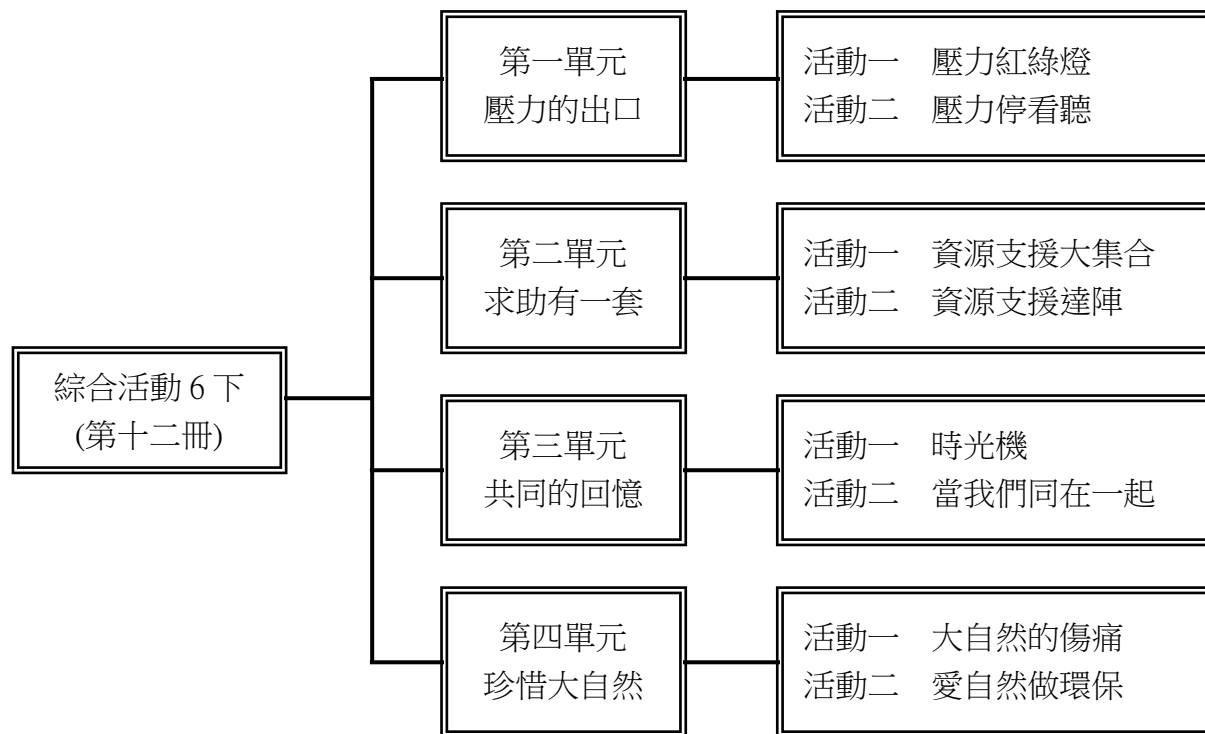 綜合活動 6 下
(第十二冊)
第一單元
壓力的出口
活動一　壓力紅綠燈
活動二　壓力停看聽
第二單元
求助有一套
活動一　資源支援大集合
活動二　資源支援達陣
第三單元
共同的回憶
活動一　時光機
活動二　當我們同在一起
第四單元
珍惜大自然
活動一　大自然的傷痛
活動二　愛自然做環保